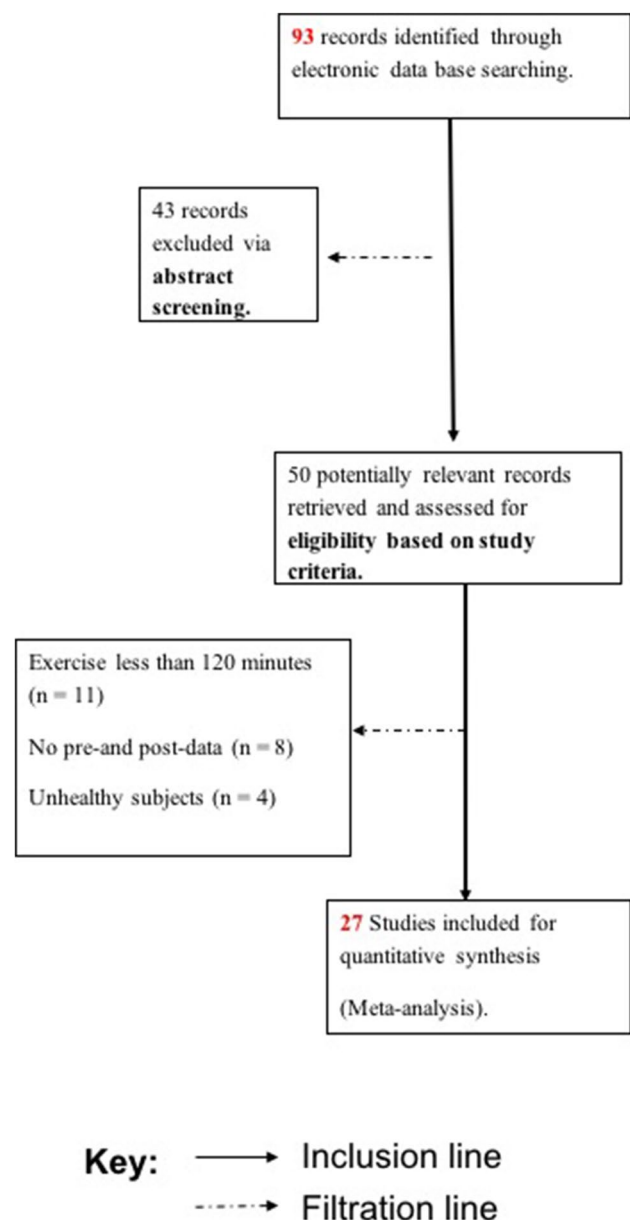 93 records identified through
electronic data base searching.
43 records
excluded via
abstract
screening.
50 potentially relevant records
retrieved and assessed for
eligibility based on study
criteria.
Exercise less than 120 minutes
(n = 11)
No pre-and post-data (n = 8)
Unhealthy subjects (n = 4)
27 Studies included for
quantitative synthesis
(Meta-analysis).
Key:
Inclusion line
Filtration line